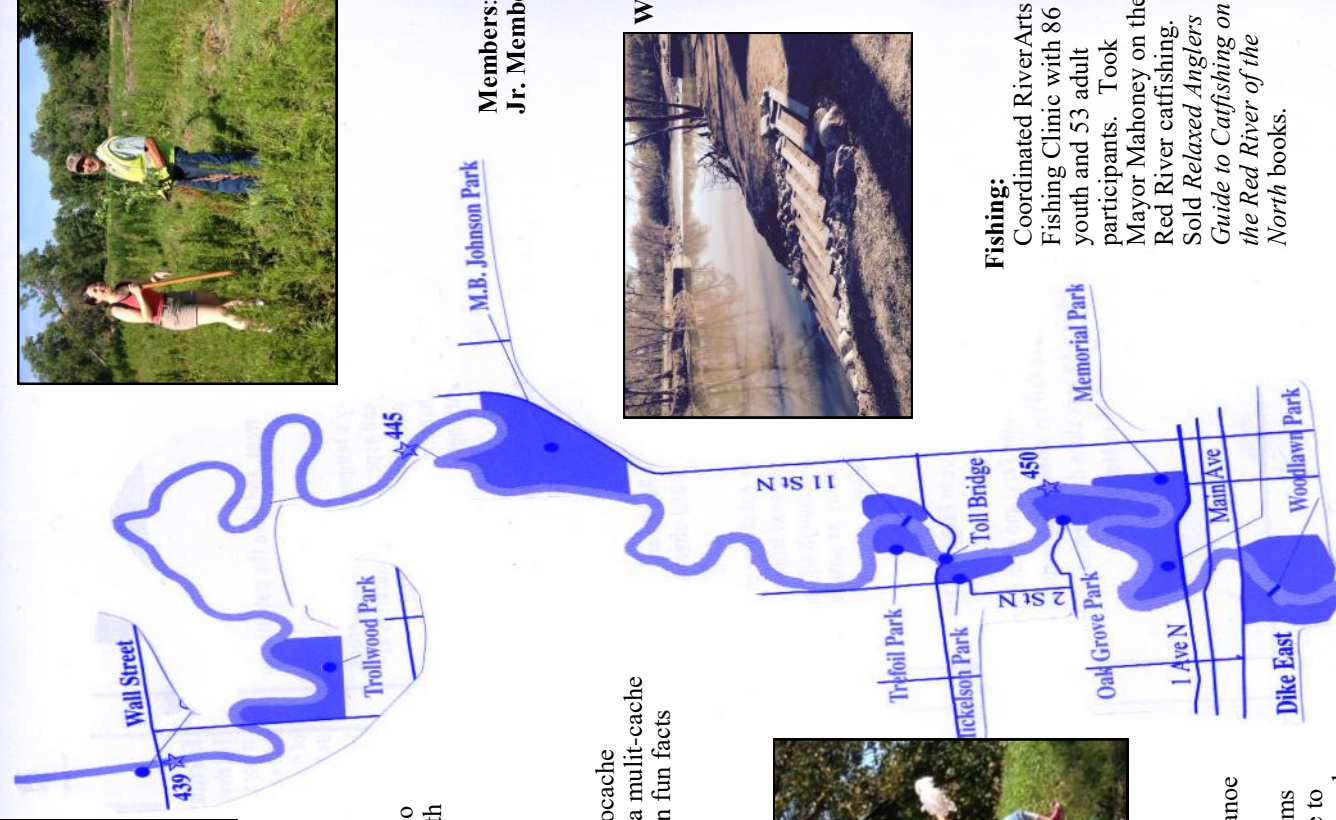 Members:
Jr. Memb
W
M.B. Johnson Park
Fishing:
Coordinated RiverArts
Fishing Clinic with 86
youth and 53 adult
participants. Took
Mayor Mahoney on the
Red River catfishing.
Sold Relaxed Anglers
Guide to Catfishing on
the Red River of the
North books.
Memorial Park
445
11 St N
Toll Bridge
450
Main Ave
Woodlawn Park
Wall Street
439
Trollwood Park
Trefoil Park
Mickelson Park
2 St N
Oak Grove Park
1 Ave N
Dike East
o
th
ocache
a mulit-cache
n fun facts
anoe
ms
e to